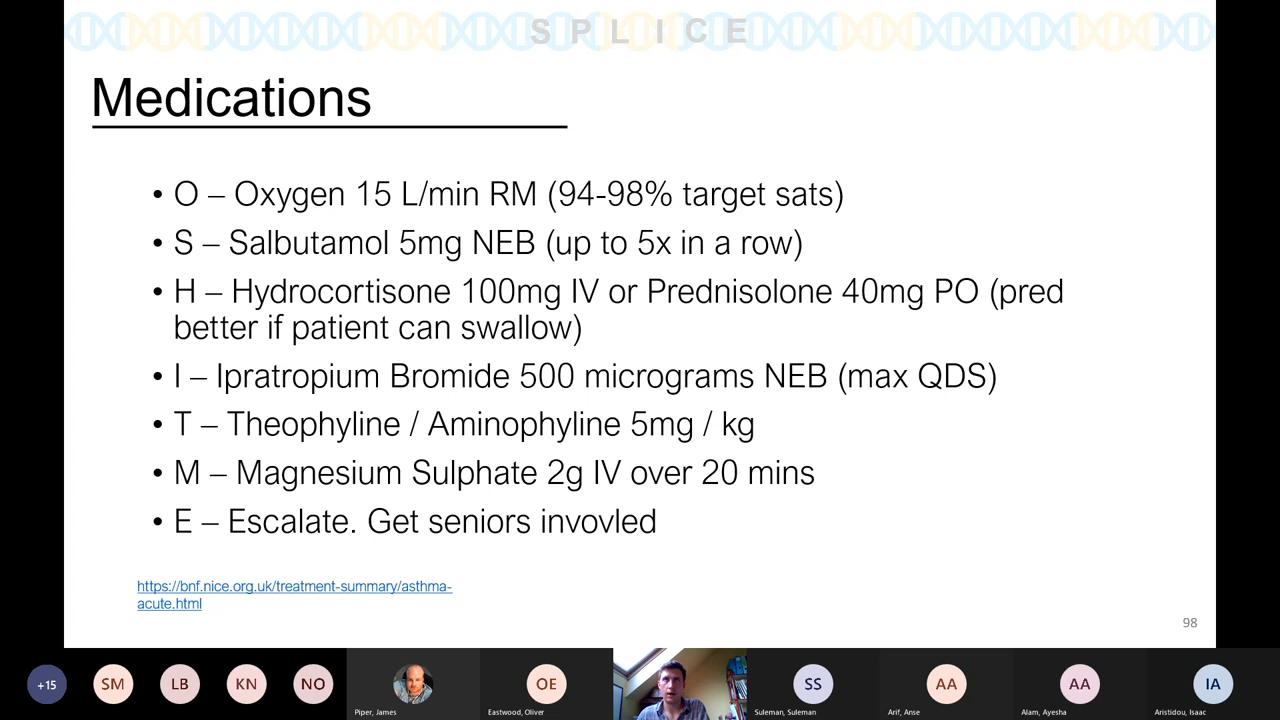 S P L I C E
Medications
• O – Oxygen 15 L/min RM (94-98% target sats)
• S – Salbutamol 5mg NEB (up to 5x in a row)
• H – Hydrocortisone 100mg IV or Prednisolone 40mg PO (pred
better if patient can swallow)
• I – Ipratropium Bromide 500 micrograms NEB (max QDS)
• T – Theophyline / Aminophyline 5mg / kg
• M – Magnesium Sulphate 2g IV over 20 mins
• E – Escalate. Get seniors invovled
https://bnf.nice.org.uk/treatment-summary/asthma-
acute.html
98
+15 SM LB KN NO OE SS AA AA IA
Piper, James Eastwood, Oliver Suleman, Suleman Arif, Anse Alam, Ayesha Aristidou, Isaac